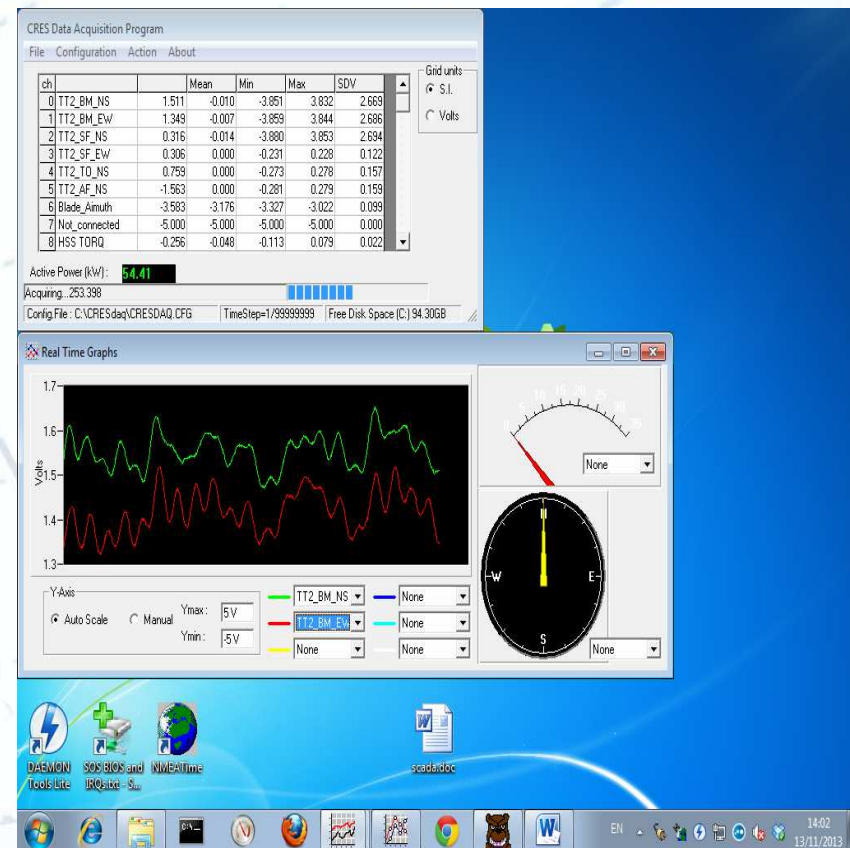 CRES Data Acquisition Program
File Configuration Action About
ch Mean Min Max SDV
0 TT2_BM_NS 1.511 -0.010 -3.851 3.832 2.669
1 TT2_BM_EW 1.349 -0.007 -3.859 3.844 2.686
2 TT2_SF_NS 0.316 -0.014 -3.880 3.853 2.694
3 TT2_SF_EW 0.306 0.000 -0.231 0.228 0.122
4 TT2_TO_NS 0.759 0.000 -0.273 0.278 0.157
5 TT2_AF_NS -1.563 0.000 -0.281 0.279 0.159
6 Blade_Aimuth -3.583 -3.176 -3.327 -3.022 0.099
7 Not_connected -5.000 -5.000 -5.000 -5.000 0.000
8 HSS TORQ -0.256 -0.048 -0.113 0.079 0.022
Grid units
S.I.
Volts
Active Power (kW) : 54.41
Acquiring...253.398
Config.File : C:\CRESdaq\CRESDAQ.CFG TimeStep=1/99999999 Free Disk Space (C:) 94.30GB
Real Time Graphs
1.7
1.6
1.5
1.4
1.3
Volts
0 5 10 15 20 25 30 35
None
N
W E
S
None
Y-Axis
Auto Scale Manual
Ymax : 5 V
Ymin : -5 V
TT2_BM_NS None
TT2_BM_EW None
None None
DAEMON Tools Lite
SOS BIOS and IRQs.txt - S...
NMEATime
scada.doc
EN 14:02
13/11/2013